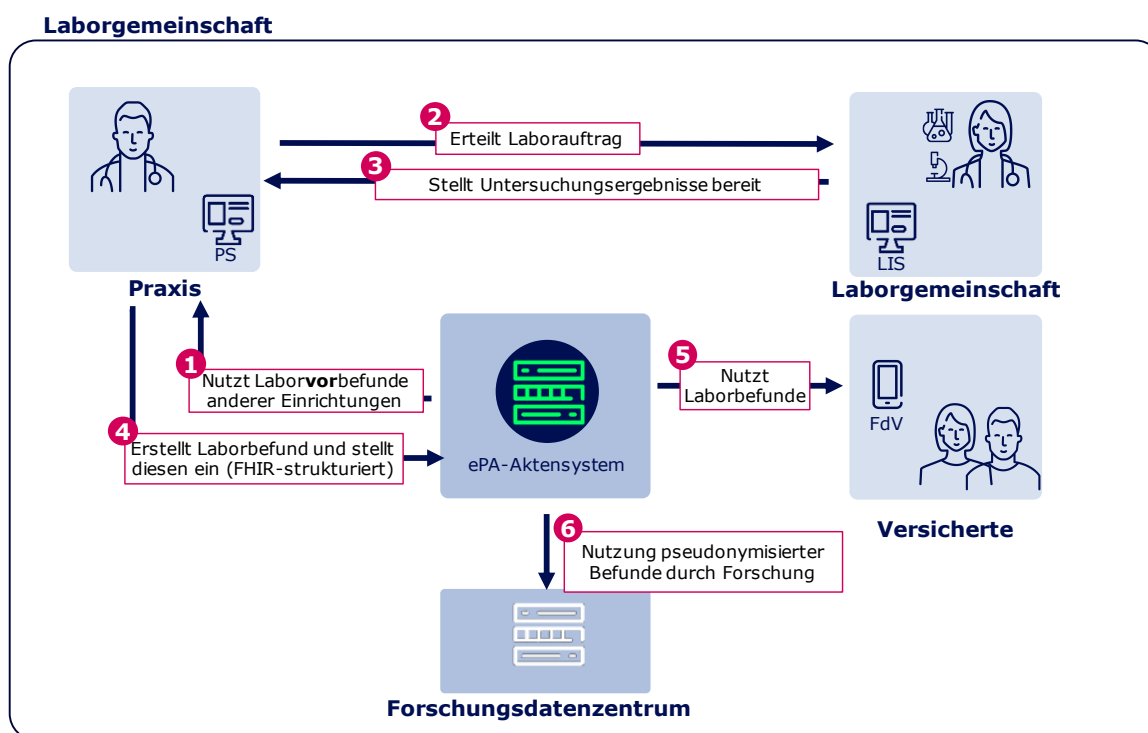 Laborgemeinschaft
2
Erteilt Laborauftrag
3
Stellt Untersuchungsergebnisse bereit
PS
LIS
Praxis
Laborgemeinschaft
1
Nutzt Laborvorbefunde
anderer Einrichtungen
4
Erstellt Laborbefund und stellt
diesen ein (FHIR-strukturiert)
ePA-Aktensystem
5
Nutzt
Laborbefunde
FdV
Versicherte
6
Nutzung pseudonymisierter
Befunde durch Forschung
Forschungsdatenzentrum